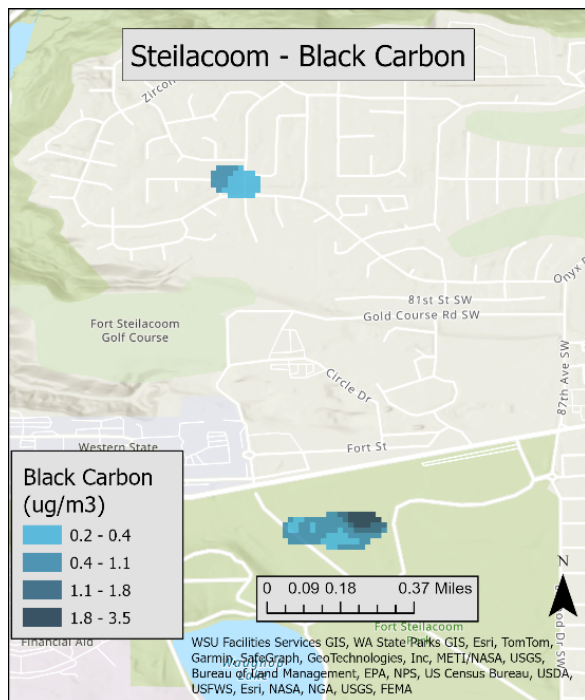 Steilacoom - Black Carbon
Zircon
Onyx D
81st St SW
Gold Course Rd SW
Fort Steilacoom
Golf Course
Circle Dr
87th Ave SW
Fort St
Western State
Black Carbon
(ug/m3)
0.2 - 0.4
0.4 - 1.1
1.1 - 1.8
1.8 - 3.5
0 0.09 0.18 0.37 Miles
N
d Dr SW
Fort Steilacoom
Financial Aid
WSU Facilities Services GIS, WA State Parks GIS, Esri, TomTom,
Garmin, SafeGraph, GeoTechnologies, Inc, METI/NASA, USGS,
Bureau of Land Management, EPA, NPS, US Census Bureau, USDA,
USFWS, Esri, NASA, NGA, USGS, FEMA